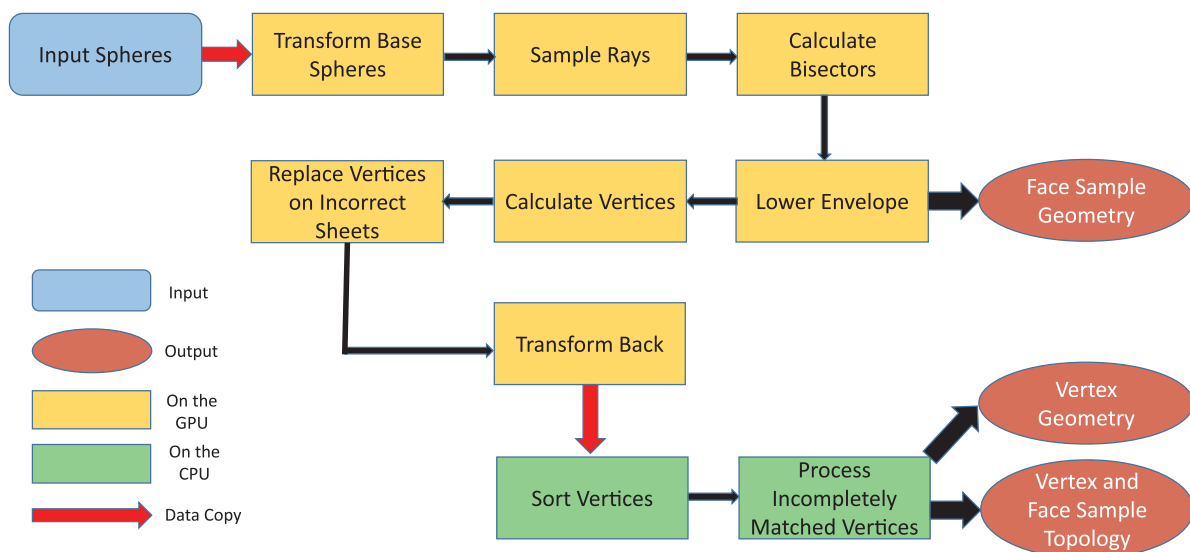 Input Spheres
Transform Base
Spheres
Sample Rays
Calculate
Bisectors
Replace Vertices
on Incorrect
Sheets
Calculate Vertices
Lower Envelope
Face Sample
Geometry
Input
Output
On the
GPU
On the
CPU
Data Copy
Transform Back
Sort Vertices
Process
Incompletely
Matched Vertices
Vertex
Geometry
Vertex and
Face Sample
Topology